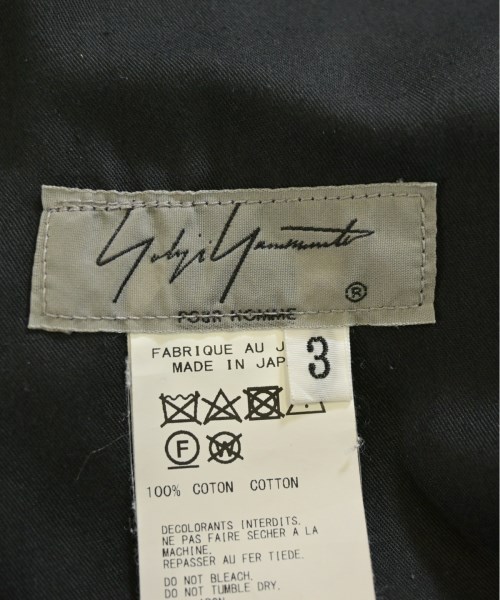 Yohji Yamamoto
®
POUR HOMME
FABRIQUE AU J
MADE IN JAP
3
F
W
100% COTON COTTON
DECOLORANTS INTERDITS.
NE PAS FAIRE SECHER A LA
MACHINE.
REPASSER AU FER TIEDE.
DO NOT BLEACH.
DO NOT TUMBLE DRY.